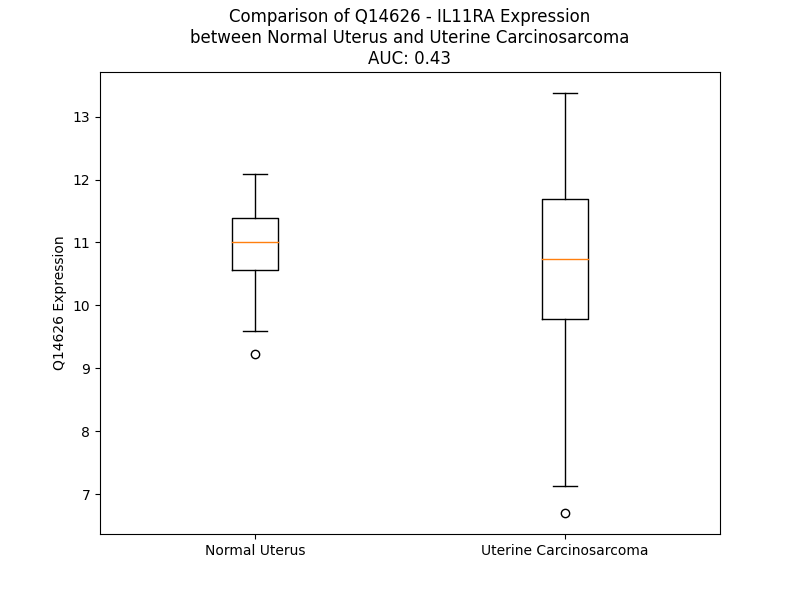 Comparison of Q14626 - IL11RA Expression
between Normal Uterus and Uterine Carcinosarcoma
AUC: 0.43
13
12
11
10
9
8
7
Q14626 Expression
Normal Uterus
Uterine Carcinosarcoma